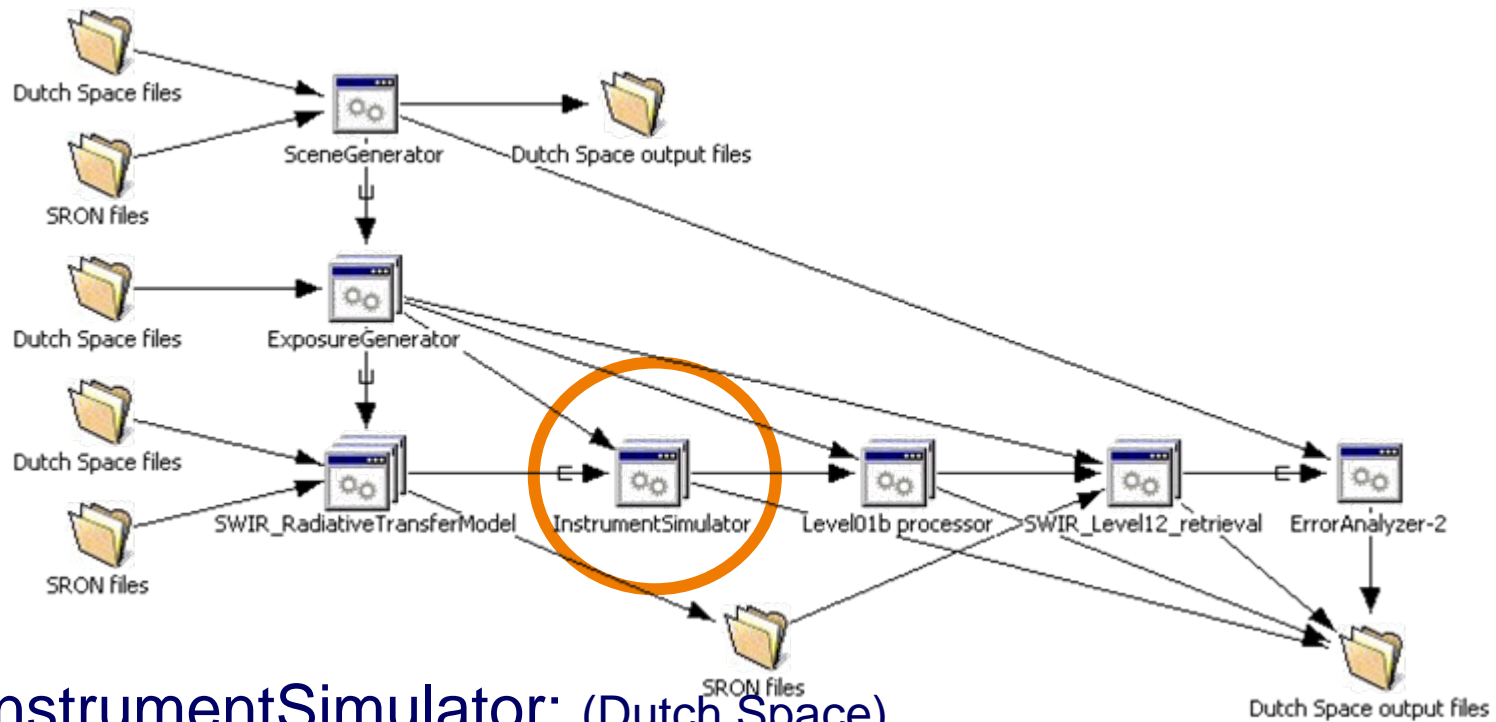 Dutch Space files
SceneGenerator
Dutch Space output files
SRON files
Dutch Space files
ExposureGenerator
Dutch Space files
SWIR_RadiativeTransferModel
InstrumentSimulator
Level01b processor
SWIR_Level12_retrieval
ErrorAnalyzer-2
SRON files
SRON files
Dutch Space output files
nstrumentSimulator: (Dutch Space)